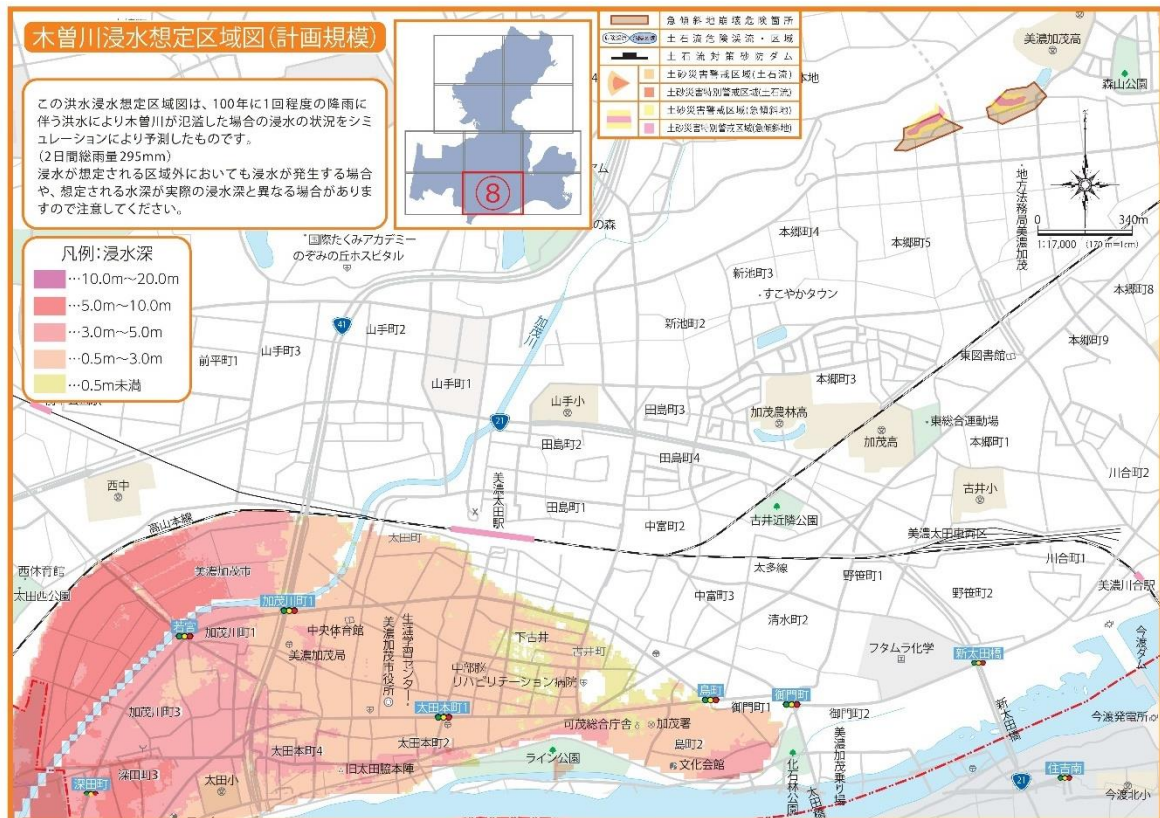 木曽川浸水想定区域図(計画規模)
この洪水浸水想定区域図は、100年に1回程度の降雨に
伴う洪水により木曽川が氾濫した場合の浸水の状況をシミ
ュレーションにより予測したものです。
(2日間総雨量295mm)
浸水が想定される区域外においても浸水が発生する場合
や、想定される水深が実際の浸水深と異なる場合がありま
すので注意してください。
⑧
急傾斜地崩壊危険箇所
土石流危険渓流・区域
土石流対策砂防ダム
土砂災害警戒区域(土石流)
土砂災害特別警戒区域(土石流)
土砂災害警戒区域(急傾斜地)
土砂災害特別警戒区域(急傾斜地)
凡例:浸水深
…10.0m～20.0m
…5.0m～10.0m
…3.0m～5.0m
…0.5m～3.0m
…0.5m未満
美濃加茂高
森山公園
地方法務局美濃加茂
0 340m
1:17,000 (170 m=1cm)
の森
国際たくみアカデミー
のぞみの丘ホスピタル
本郷町4
本郷町5
新池町3
すこやかタウン
本郷町8
新池町2
加茂川
41
山手町2
山手町3
前平町1
山手町1
本郷町9
東図書館
本郷町3
山手小
田島町3
加茂農林高
加茂高
東総合運動場
本郷町1
21
田島町2
田島町4
川合町2
西中
美濃太田駅
古井小
田島町1
中富町2
古井近隣公園
高山本線
太田町
美濃太田車両区
川合町1
太多線
野笹町1
西体育館
太田西公園
美濃加茂市
美濃川合駅
中富町3
野笹町2
加茂川町1
清水町2
今渡ダム
若宮
加茂川町1
中央体育館
生涯学習センター
下古井
古井町
フタムラ化学
新太田橋
美濃加茂局
美濃加茂市役所
中部脳
リハビリテーション病院
加茂川町3
太田本町1
島町
御門町
御門町1
御門町2
新太田橋
今渡発電所
太田本町4
太田本町2
可茂総合庁舎
加茂署
島町2
美濃加茂乗り場
深田町3
旧太田脇本陣
ライン公園
文化会館
化石林公園
太田橋
深田町
太田小
21
住吉南
今渡北小